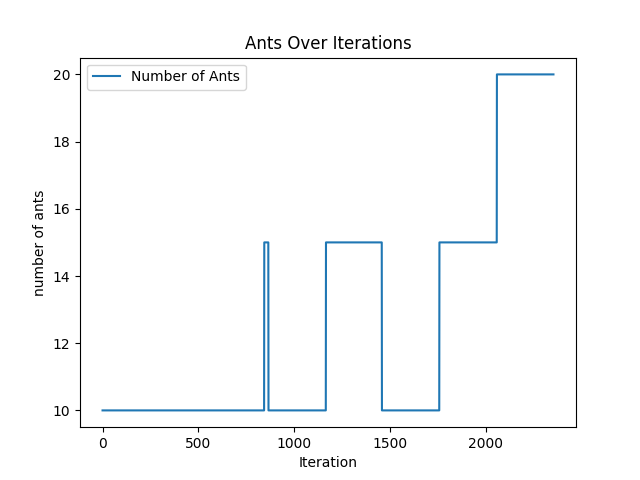 Ants Over Iterations
Number of Ants
number of ants
20
18
16
14
12
10
0 500 1000 1500 2000
Iteration